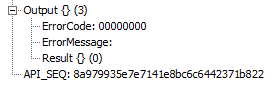 Output {} (3)
ErrorCode: 00000000
ErrorMessage:
Result {} (0)
API_SEQ: 8a979935e7e7141e8bc6c6442371b822